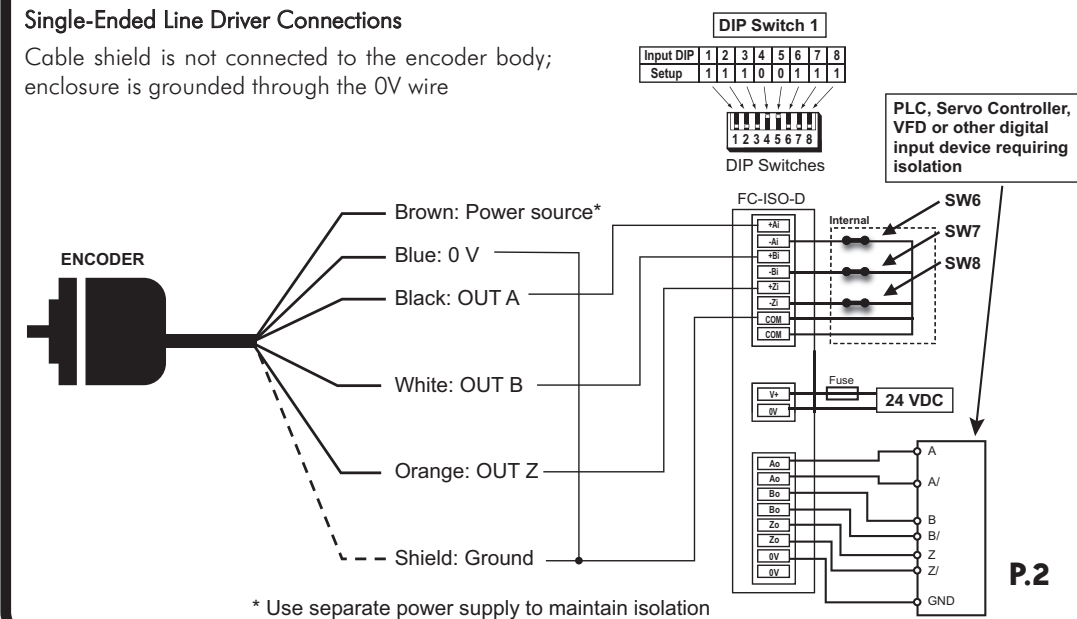 Single-Ended Line Driver Connections
Cable shield is not connected to the encoder body;
enclosure is grounded through the 0V wire
DIP Switch 1
Input DIP 1 2 3 4 5 6 7 8
Setup 1 1 1 0 0 1 1 1
1 2 3 4 5 6 7 8
DIP Switches
PLC, Servo Controller,
VFD or other digital
input device requiring
isolation
ENCODER
Brown: Power source*
Blue: 0 V
Black: OUT A
White: OUT B
Orange: OUT Z
Shield: Ground
FC-ISO-D
+Ai
-Ai
+Bi
-Bi
+Zi
-Zi
COM
COM
Internal
SW6
SW7
SW8
V+
0V
Fuse
24 VDC
Ao
Ao
Bo
Bo
Zo
Zo
0V
0V
A
A/
B
B/
Z
Z/
GND
P.2
* Use separate power supply to maintain isolation